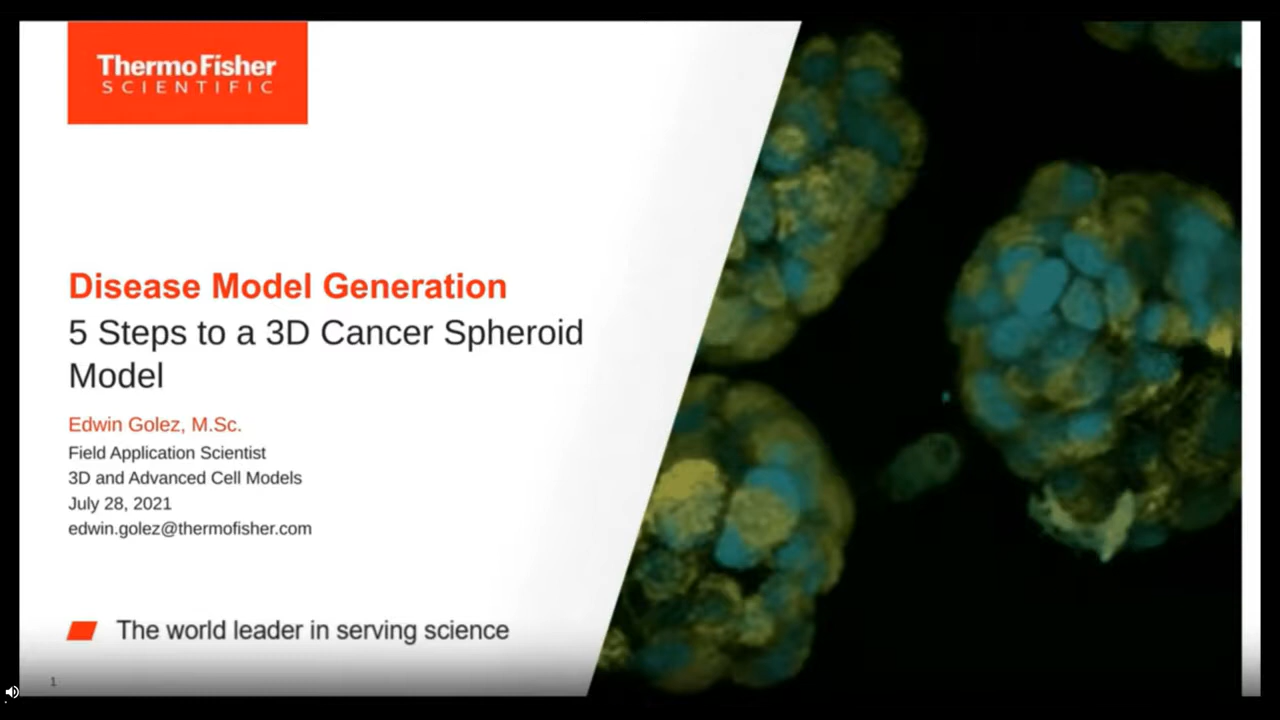 ThermoFisher
SCIENTIFIC
Disease Model Generation
5 Steps to a 3D Cancer Spheroid
Model
Edwin Golez, M.Sc.
Field Application Scientist
3D and Advanced Cell Models
July 28, 2021
edwin.golez@thermofisher.com
The world leader in serving science
1